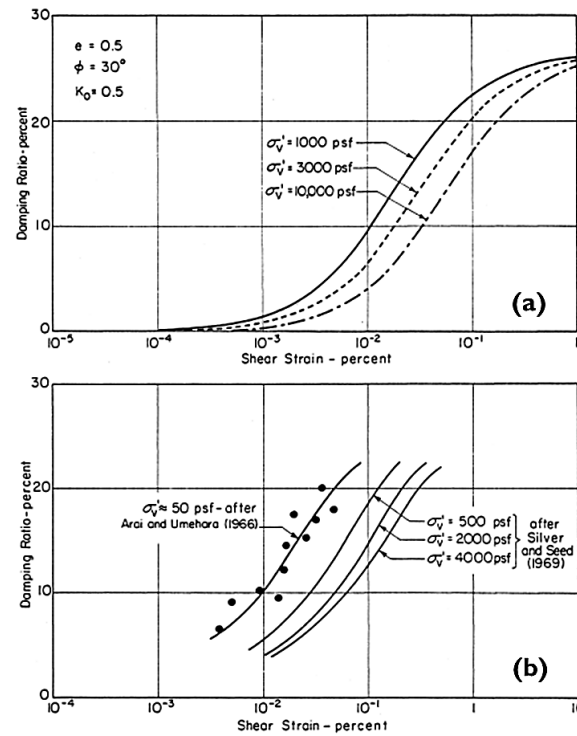 30
20
10
0
Damping Ratio-percent
e = 0.5
ϕ = 30°
K₀ = 0.5
σᵥ' = 1000 psf
σᵥ' = 3000 psf
σᵥ' = 10,000 psf
(a)
10⁻⁵ 10⁻⁴ 10⁻³ 10⁻² 10⁻¹ 1
Shear Strain - percent
30
20
10
0
Damping Ratio-percent
σᵥ' ≈ 50 psf - after
Arai and Umehara (1966)
σᵥ' = 500 psf
σᵥ' = 2000 psf
σᵥ' = 4000 psf
after
Silver
and Seed
(1969)
(b)
10⁻⁴ 10⁻³ 10⁻² 10⁻¹ 1
Shear Strain - percent